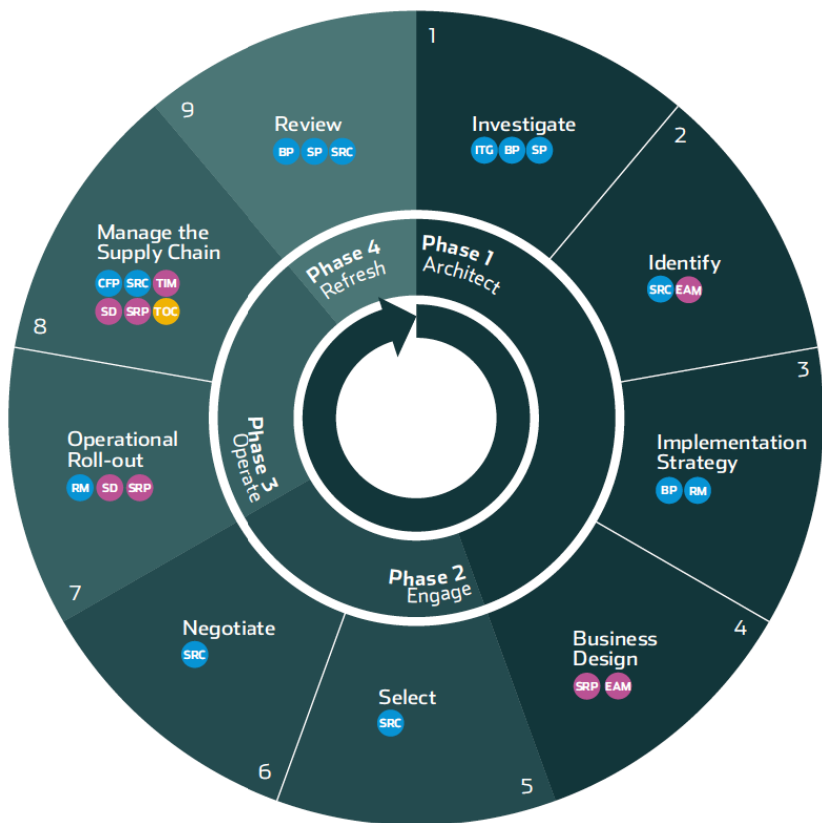 1
Investigate
ITG BP SP
2
Identify
SRC EAM
3
Implementation
Strategy
BP RM
4
Business
Design
SRP EAM
5
Select
SRC
6
Negotiate
SRC
7
Operational
Roll-out
RM SD SRP
8
Manage the
Supply Chain
CFP SRC TIM
SD SRP TOC
9
Review
BP SP SRC
Phase 1
Architect
Phase 2
Engage
Phase 3
Operate
Phase 4
Refresh